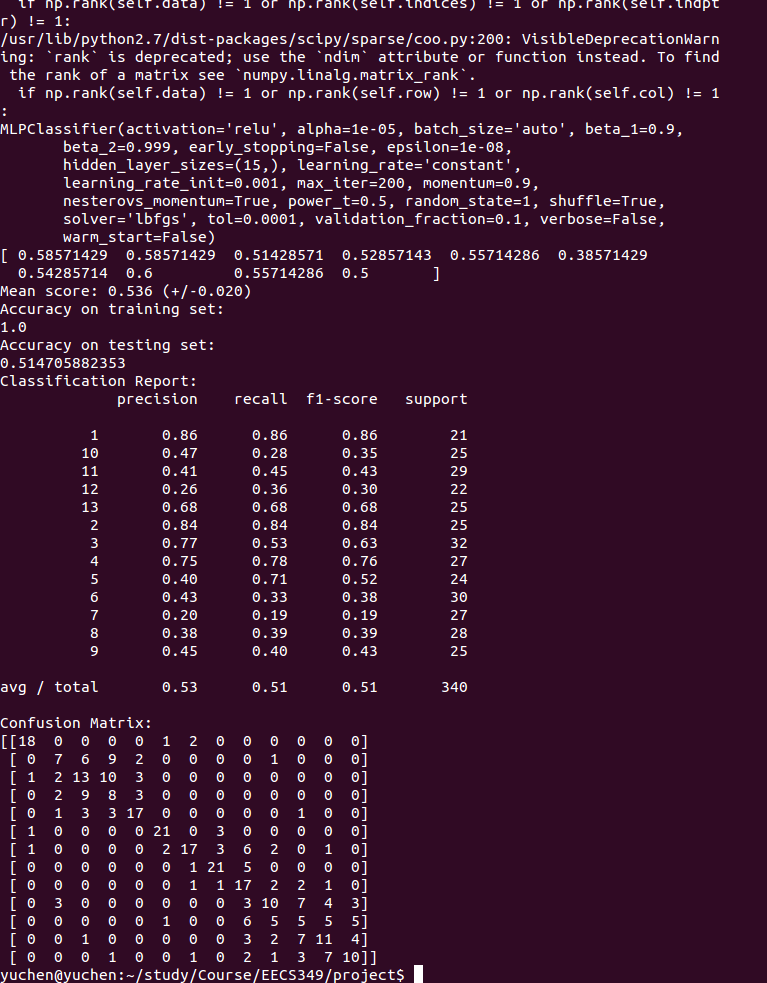 if np.rank(self.data) != 1 or np.rank(self.indices) != 1 or np.rank(self.indpt
r) != 1:
/usr/lib/python2.7/dist-packages/scipy/sparse/coo.py:200: VisibleDeprecationWarn
ing: `rank` is deprecated; use the `ndim` attribute or function instead. To find
 the rank of a matrix see `numpy.linalg.matrix_rank`.
  if np.rank(self.data) != 1 or np.rank(self.row) != 1 or np.rank(self.col) != 1
:
MLPClassifier(activation='relu', alpha=1e-05, batch_size='auto', beta_1=0.9,
       beta_2=0.999, early_stopping=False, epsilon=1e-08,
       hidden_layer_sizes=(15,), learning_rate='constant',
       learning_rate_init=0.001, max_iter=200, momentum=0.9,
       nesterovs_momentum=True, power_t=0.5, random_state=1, shuffle=True,
       solver='lbfgs', tol=0.0001, validation_fraction=0.1, verbose=False,
       warm_start=False)
[ 0.58571429  0.58571429  0.51428571  0.52857143  0.55714286  0.38571429
  0.54285714  0.6         0.55714286  0.5       ]
Mean score: 0.536 (+/-0.020)
Accuracy on training set:
1.0
Accuracy on testing set:
0.514705882353
Classification Report:
             precision    recall  f1-score   support

          1       0.86      0.86      0.86        21
         10       0.47      0.28      0.35        25
         11       0.41      0.45      0.43        29
         12       0.26      0.36      0.30        22
         13       0.68      0.68      0.68        25
          2       0.84      0.84      0.84        25
          3       0.77      0.53      0.63        32
          4       0.75      0.78      0.76        27
          5       0.40      0.71      0.52        24
          6       0.43      0.33      0.38        30
          7       0.20      0.19      0.19        27
          8       0.38      0.39      0.39        28
          9       0.45      0.40      0.43        25

avg / total       0.53      0.51      0.51       340

Confusion Matrix:
[[18  0  0  0  0  1  2  0  0  0  0  0  0]
 [ 0  7  6  9  2  0  0  0  0  1  0  0  0]
 [ 1  2 13 10  3  0  0  0  0  0  0  0  0]
 [ 0  2  9  8  3  0  0  0  0  0  0  0  0]
 [ 0  1  3  3 17  0  0  0  0  0  1  0  0]
 [ 1  0  0  0  0 21  0  3  0  0  0  0  0]
 [ 1  0  0  0  0  2 17  3  6  2  0  1  0]
 [ 0  0  0  0  0  0  1 21  5  0  0  0  0]
 [ 0  0  0  0  0  0  1  1 17  2  2  1  0]
 [ 0  3  0  0  0  0  0  0  3 10  7  4  3]
 [ 0  0  0  0  0  1  0  0  6  5  5  5  5]
 [ 0  0  1  0  0  0  0  0  3  2  7 11  4]
 [ 0  0  0  1  0  0  1  0  2  1  3  7 10]]
yuchen@yuchen:~/study/Course/EECS349/project$